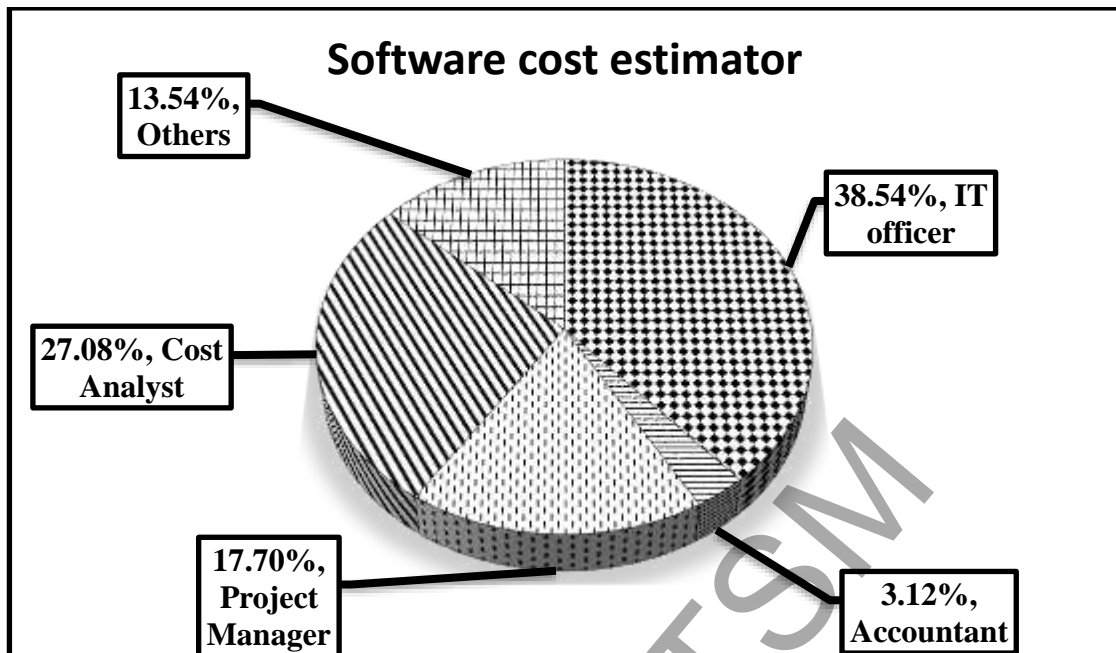 Software cost estimator
13.54%,
Others
38.54%, IT
officer
27.08%, Cost
Analyst
17.70%,
Project
Manager
3.12%,
Accountant
TSM